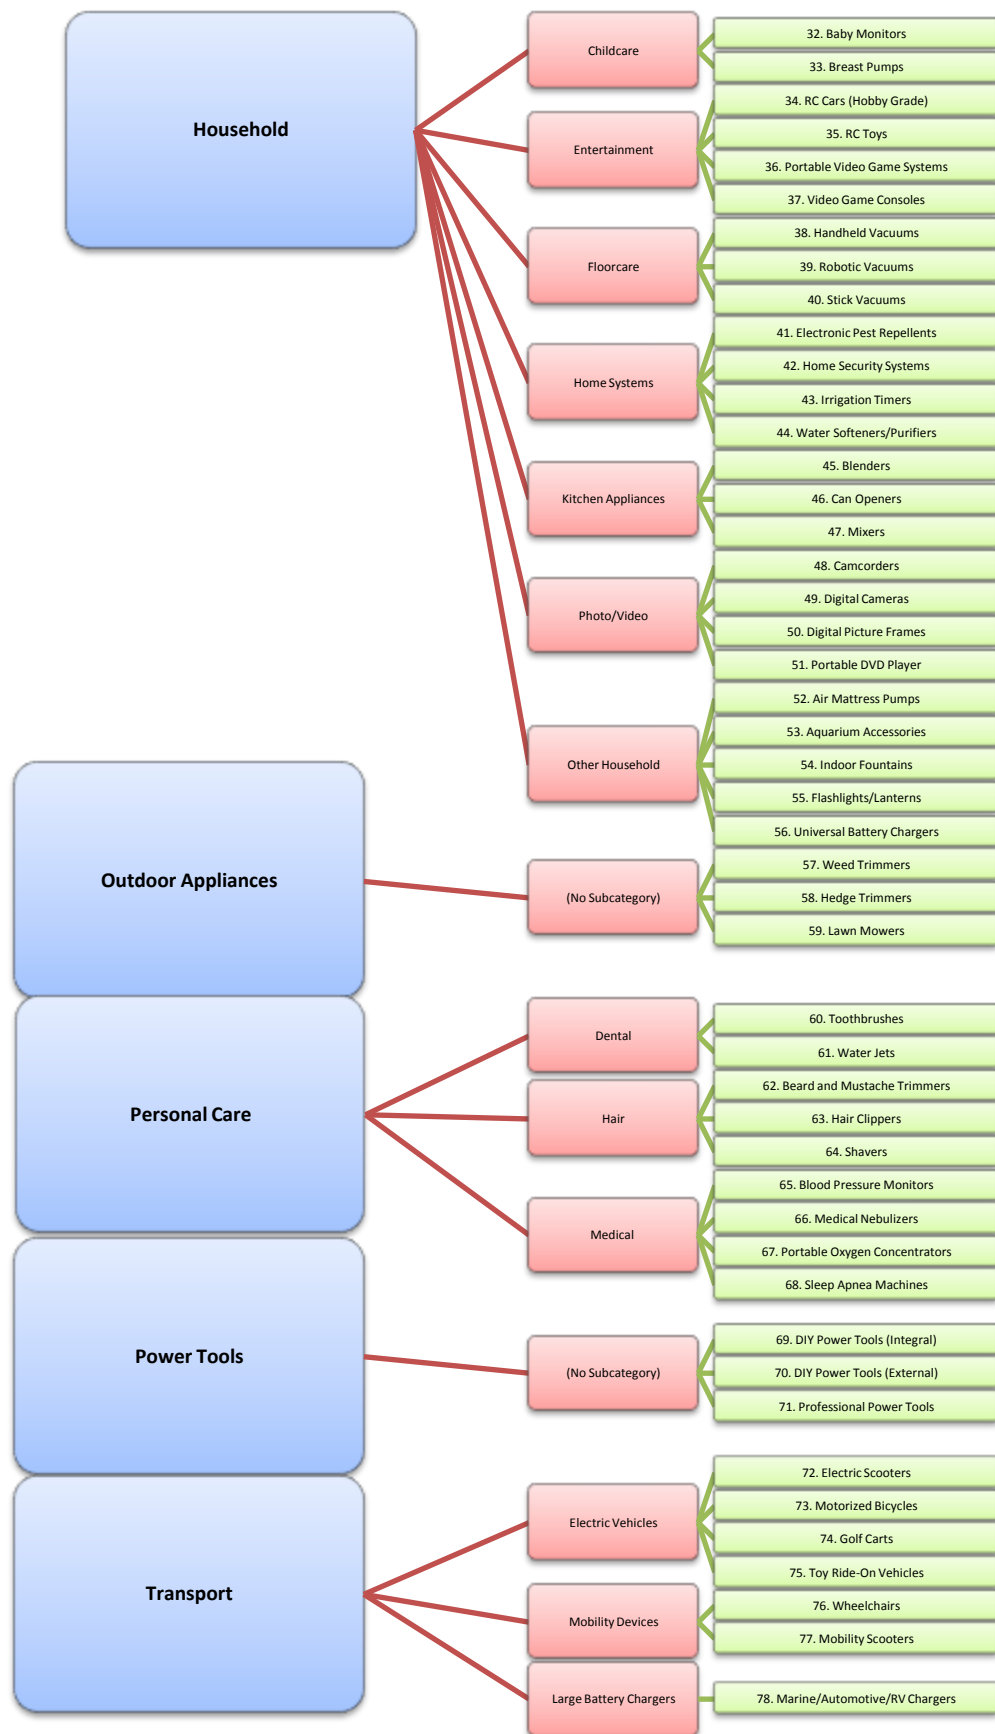 Household
Childcare
32. Baby Monitors
33. Breast Pumps
Entertainment
34. RC Cars (Hobby Grade)
35. RC Toys
36. Portable Video Game Systems
37. Video Game Consoles
Floorcare
38. Handheld Vacuums
39. Robotic Vacuums
40. Stick Vacuums
Home Systems
41. Electronic Pest Repellents
42. Home Security Systems
43. Irrigation Timers
44. Water Softeners/Purifiers
Kitchen Appliances
45. Blenders
46. Can Openers
47. Mixers
Photo/Video
48. Camcorders
49. Digital Cameras
50. Digital Picture Frames
51. Portable DVD Player
Other Household
52. Air Mattress Pumps
53. Aquarium Accessories
54. Indoor Fountains
55. Flashlights/Lanterns
56. Universal Battery Chargers
Outdoor Appliances
(No Subcategory)
57. Weed Trimmers
58. Hedge Trimmers
59. Lawn Mowers
Personal Care
Dental
60. Toothbrushes
61. Water Jets
Hair
62. Beard and Mustache Trimmers
63. Hair Clippers
64. Shavers
Medical
65. Blood Pressure Monitors
66. Medical Nebulizers
67. Portable Oxygen Concentrators
68. Sleep Apnea Machines
Power Tools
(No Subcategory)
69. DIY Power Tools (Integral)
70. DIY Power Tools (External)
71. Professional Power Tools
Transport
Electric Vehicles
72. Electric Scooters
73. Motorized Bicycles
74. Golf Carts
75. Toy Ride-On Vehicles
Mobility Devices
76. Wheelchairs
77. Mobility Scooters
Large Battery Chargers
78. Marine/Automotive/RV Chargers